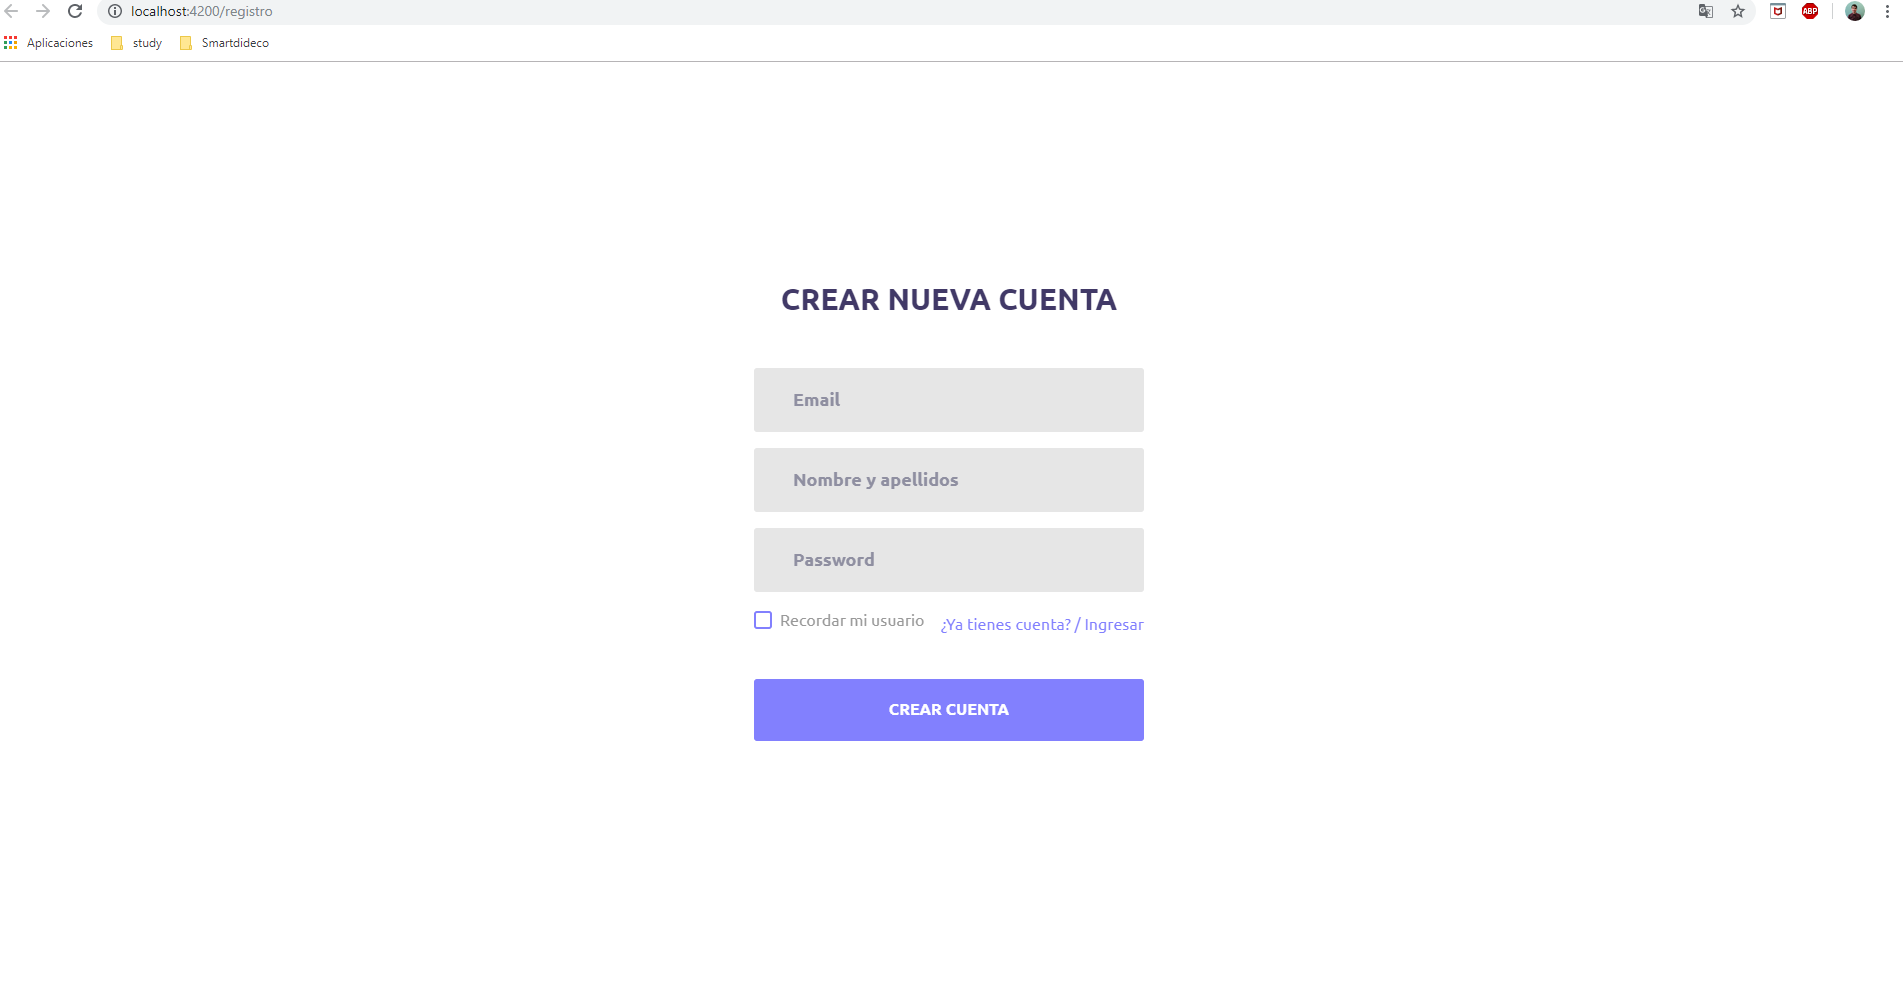 localhost:4200/registro
ABP
Aplicaciones study Smartdideco
CREAR NUEVA CUENTA
Email
Nombre y apellidos
Password
Recordar mi usuario ¿Ya tienes cuenta? / Ingresar
CREAR CUENTA